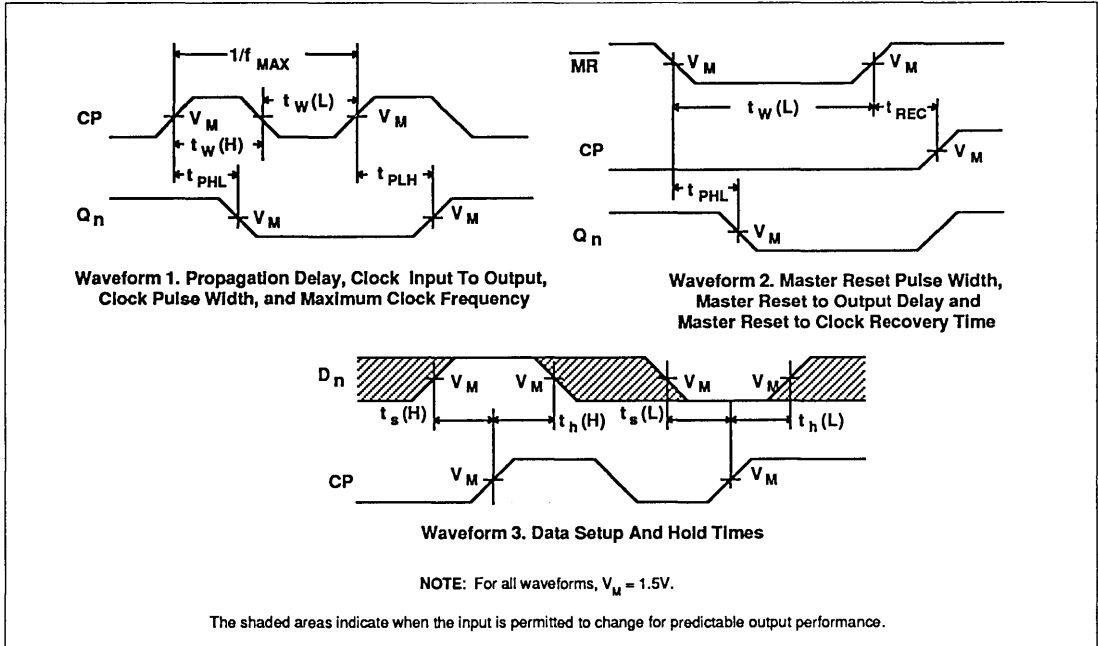 1/f MAX
t W(L)
CP
V M
V M
t W(H)
t PHL
t PLH
Q n
V M
V M
Waveform 1. Propagation Delay, Clock Input To Output,
Clock Pulse Width, and Maximum Clock Frequency
MR
V M
V M
t W(L)
t REC
CP
V M
t PHL
Q n
V M
Waveform 2. Master Reset Pulse Width,
Master Reset to Output Delay and
Master Reset to Clock Recovery Time
D n
V M
V M
V M
V M
t s(H)
t h(H)
t s(L)
t h(L)
CP
V M
V M
Waveform 3. Data Setup And Hold Times
NOTE: For all waveforms, V M = 1.5V.
The shaded areas indicate when the input is permitted to change for predictable output performance.